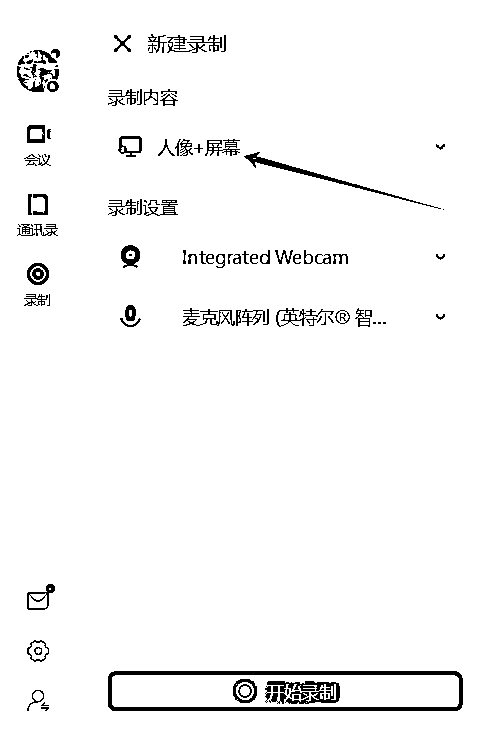 新建录制
录制内容
会议
人像+屏幕
通讯录
录制设置
录制
Integrated Webcam
麦克风阵列 (英特尔® 智...
开始录制